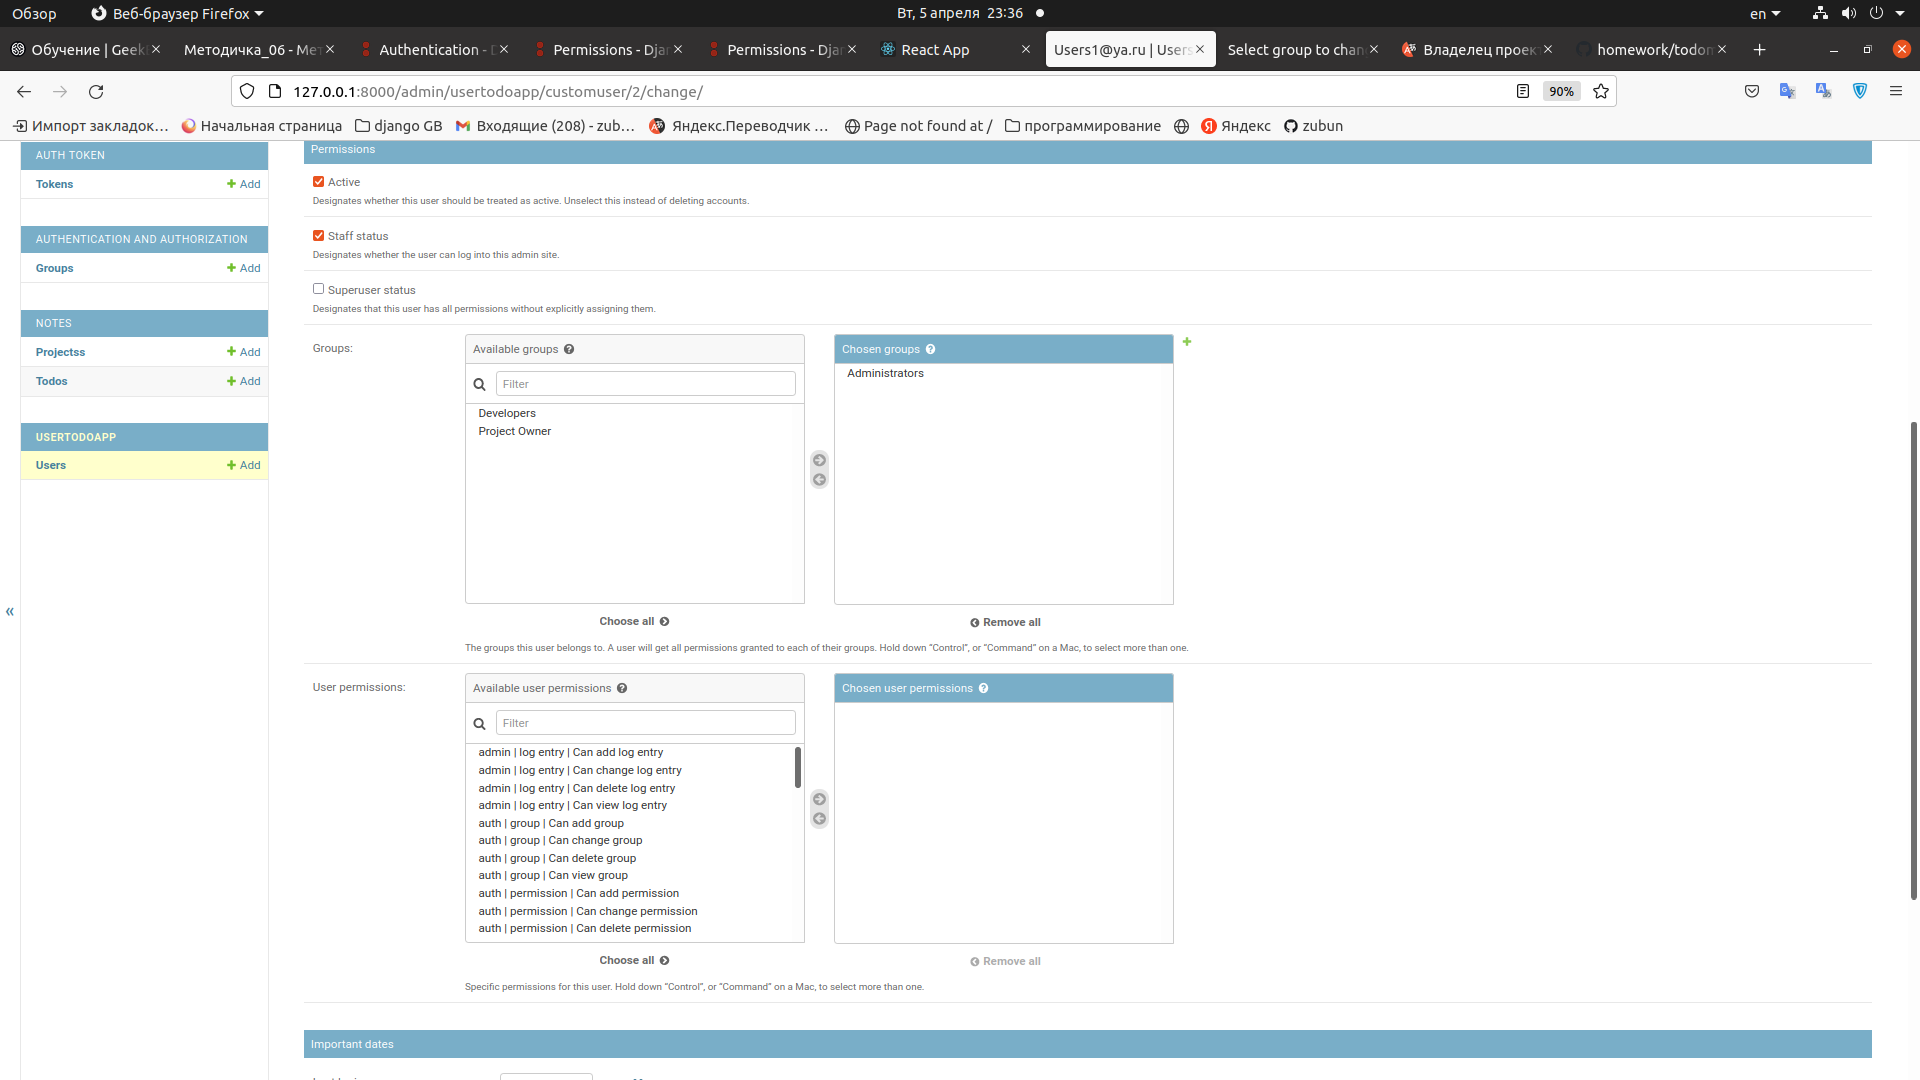 Обзор
Веб-браузер Firefox
Вт, 5 апреля 23:36
en
Обучение | Geek
Методичка_06 - Ме
Authentication -
Permissions - Djan
Permissions - Djan
React App
Users1@ya.ru | Users
Select group to chan
Владелец проек
homework/todo
127.0.0.1:8000/admin/usertodoapp/customuser/2/change/
90%
Импорт закладок…
Начальная страница
django GB
Входящие (208) - zub…
Яндекс.Переводчик …
Page not found at /
программирование
Яндекс
zubun
AUTH TOKEN
Tokens
Add
AUTHENTICATION AND AUTHORIZATION
Groups
Add
NOTES
Projectss
Add
Todos
Add
USERTODOAPP
Users
Add
«
Permissions
Active
Designates whether this user should be treated as active. Unselect this instead of deleting accounts.
Staff status
Designates whether the user can log into this admin site.
Superuser status
Designates that this user has all permissions without explicitly assigning them.
Groups:
Available groups
Filter
Developers
Project Owner
Choose all
Chosen groups
Administrators
Remove all
The groups this user belongs to. A user will get all permissions granted to each of their groups. Hold down “Control”, or “Command” on a Mac, to select more than one.
User permissions:
Available user permissions
Filter
admin | log entry | Can add log entry
admin | log entry | Can change log entry
admin | log entry | Can delete log entry
admin | log entry | Can view log entry
auth | group | Can add group
auth | group | Can change group
auth | group | Can delete group
auth | group | Can view group
auth | permission | Can add permission
auth | permission | Can change permission
auth | permission | Can delete permission
Choose all
Chosen user permissions
Remove all
Specific permissions for this user. Hold down “Control”, or “Command” on a Mac, to select more than one.
Important dates